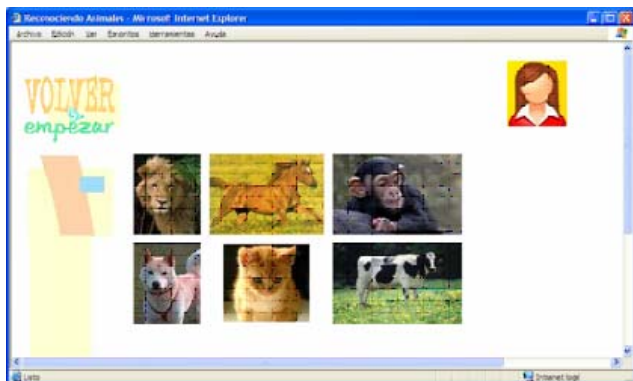 Reconociendo Animales - Microsoft Internet Explorer
Archivo Edición Ver Favoritos Herramientas Ayuda
VOLVER
a
empezar
Listo
Internet local